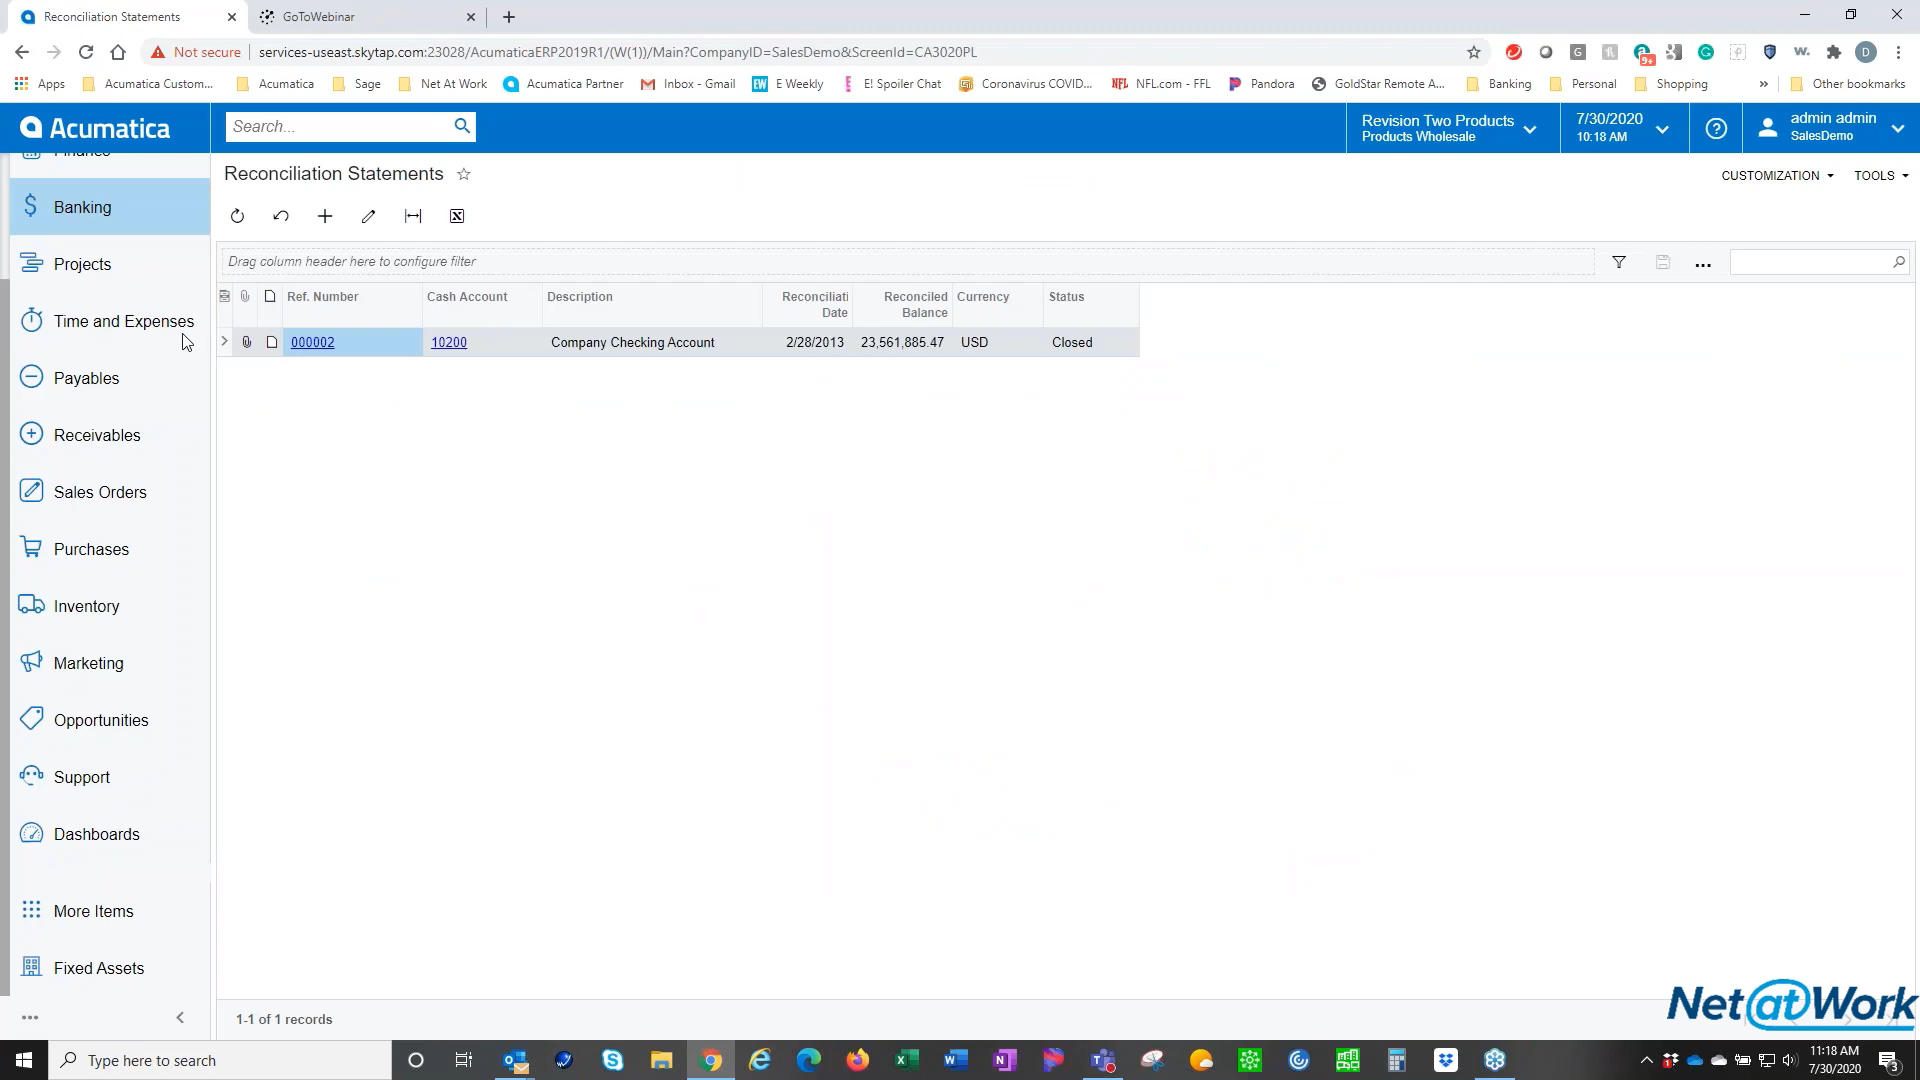 Reconciliation Statements
GoToWebinar
Not secure
services-useast.skytap.com:23028/AcumaticaERP2019R1/(W(1))/Main?CompanyID=SalesDemo&ScreenId=CA3020PL
9+
D
Apps
Acumatica Custom...
Acumatica
Sage
Net At Work
Acumatica Partner
Inbox - Gmail
E Weekly
E! Spoiler Chat
Coronavirus COVID...
NFL.com - FFL
Pandora
GoldStar Remote A...
Banking
Personal
Shopping
Other bookmarks
Acumatica
Search...
Revision Two Products
Products Wholesale
7/30/2020
10:18 AM
admin admin
SalesDemo
Finance
Banking
Projects
Time and Expenses
Payables
Receivables
Sales Orders
Purchases
Inventory
Marketing
Opportunities
Support
Dashboards
More Items
Fixed Assets
Reconciliation Statements
CUSTOMIZATION
TOOLS
Drag column header here to configure filter
Ref. Number Cash Account Description Reconciliati Date Reconciled Balance Currency Status
000002 10200 Company Checking Account 2/28/2013 23,561,885.47 USD Closed
1-1 of 1 records
Net at Work
Type here to search
11:18 AM
7/30/2020
3